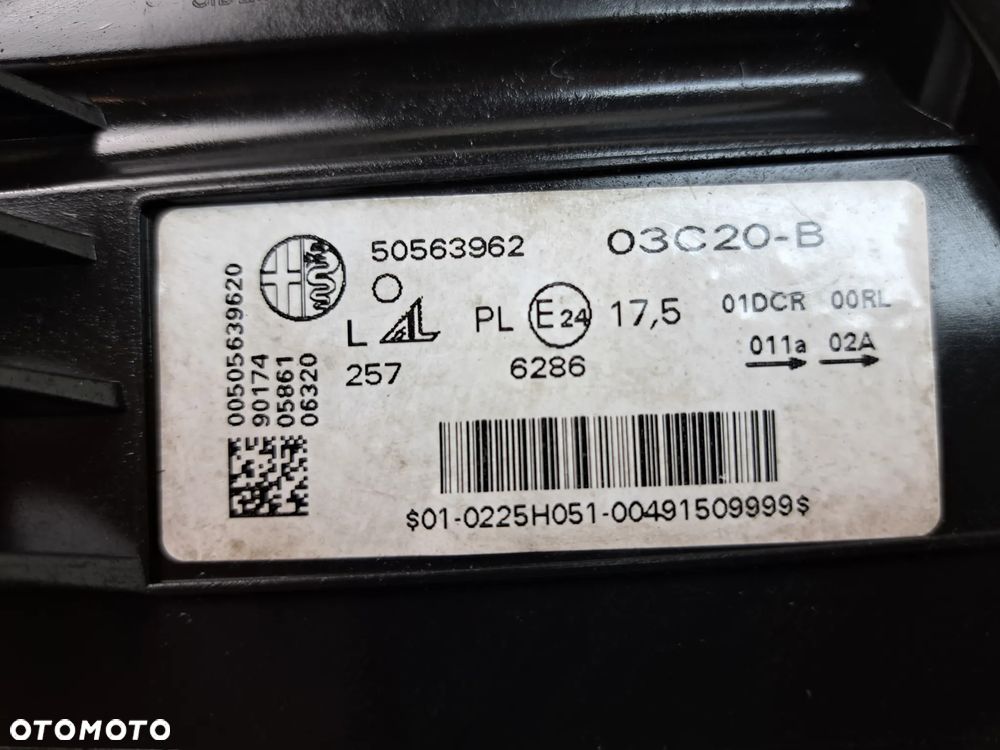 50563962 03C20-B
L AL PL E24 17,5 01DCR 00RL
257 6286 011a 02A
00505639620
90174
05861
06320
$01-0225H051-00491509999$
OTOMOTO